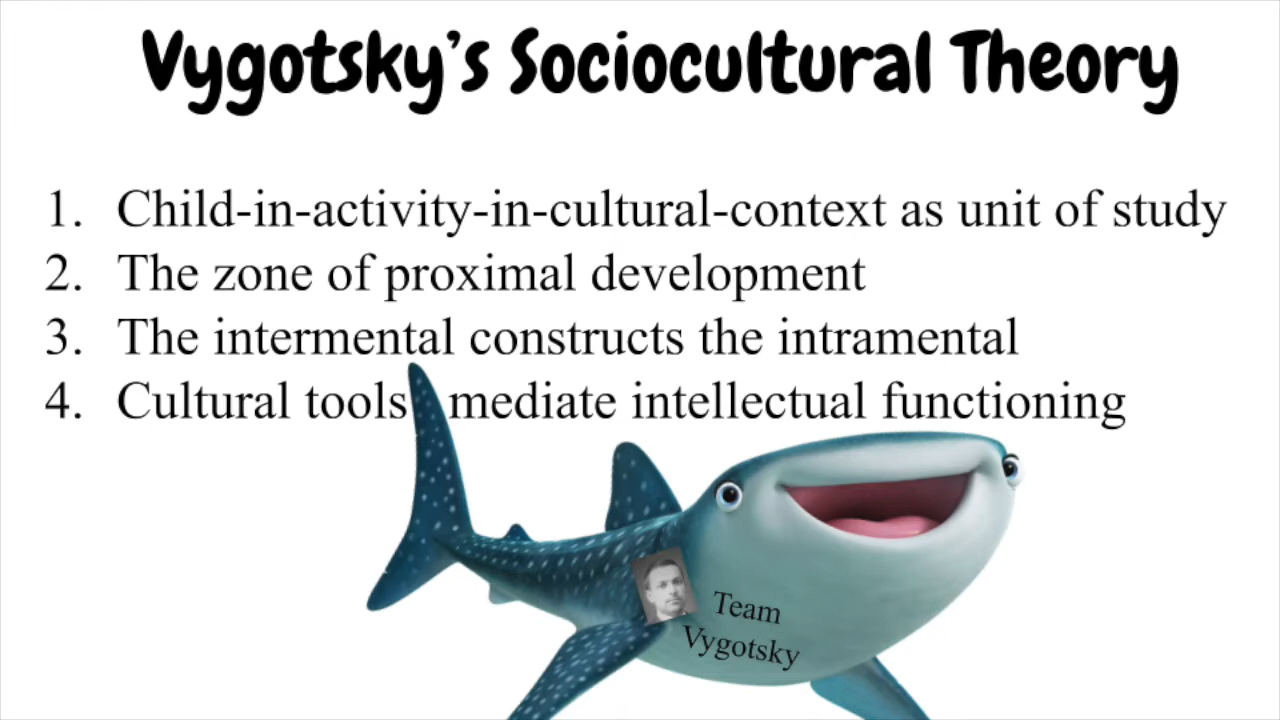 Vygotsky's Sociocultural Theory
1. Child-in-activity-in-cultural-context as unit of study
2. The zone of proximal development
3. The intermental constructs the intramental
4. Cultural tools mediate intellectual functioning
Team
Vygotsky